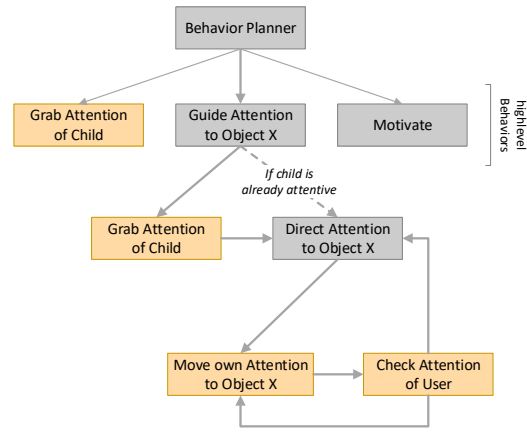 Behavior Planner
Grab Attention
of Child
Guide Attention
to Object X
Motivate
highlevel
Behaviors
If child is
already attentive
Grab Attention
of Child
Direct Attention
to Object X
Move own Attention
to Object X
Check Attention
of User